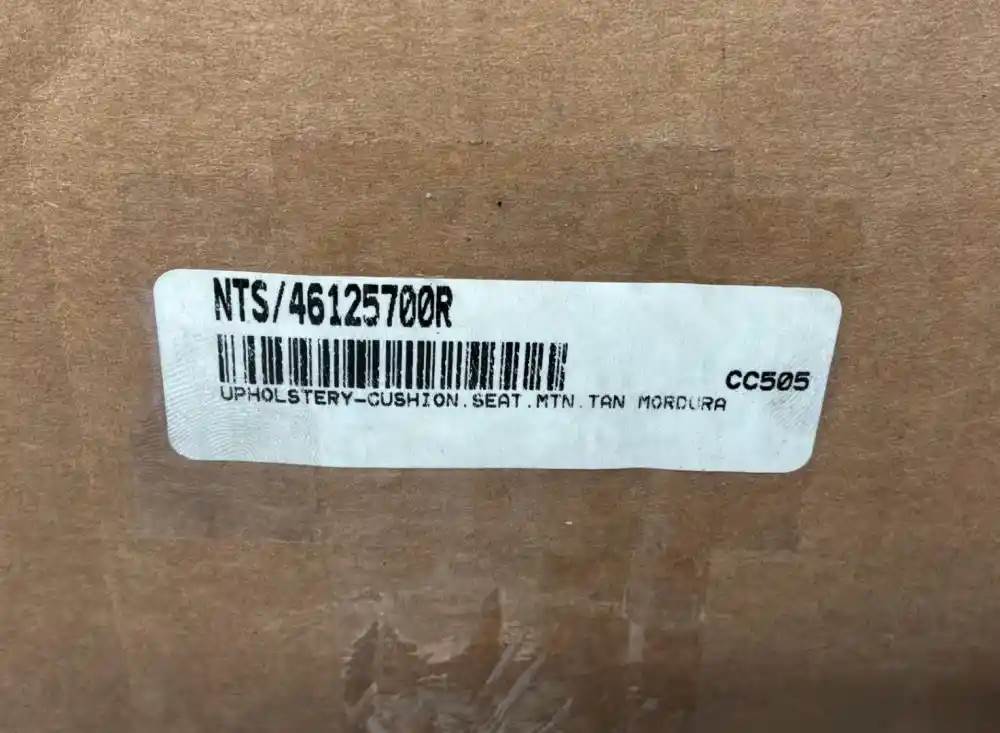 NTS/46125700R
CC505
UPHOLSTERY-CUSHION.SEAT.MTN.TAN MORDURA